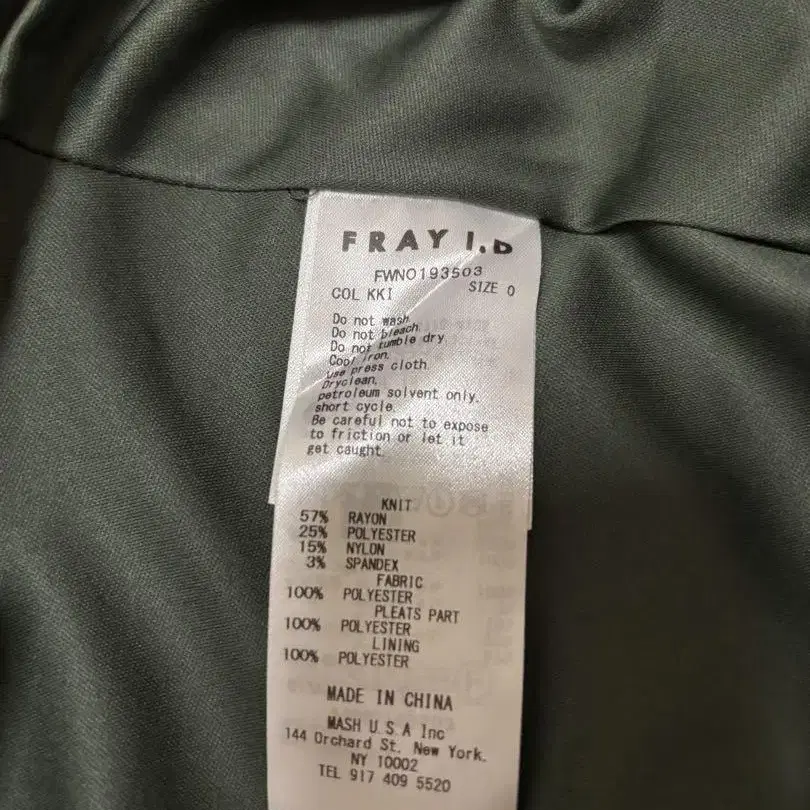 FRAY I.D
FWNO193503
COL KKI SIZE 0
Do not wash.
Do not bleach.
Do not tumble dry.
Cool iron.
use press cloth.
Dryclean,
petroleum solvent only.
short cycle.
Be careful not to expose
to friction or let it
get caught.
KNIT
57% RAYON
25% POLYESTER
15% NYLON
3% SPANDEX
FABRIC
100% POLYESTER
PLEATS PART
100% POLYESTER
LINING
100% POLYESTER
MADE IN CHINA
MASH U.S.A Inc
144 Orchard St. New York.
NY 10002
TEL 917 409 5520